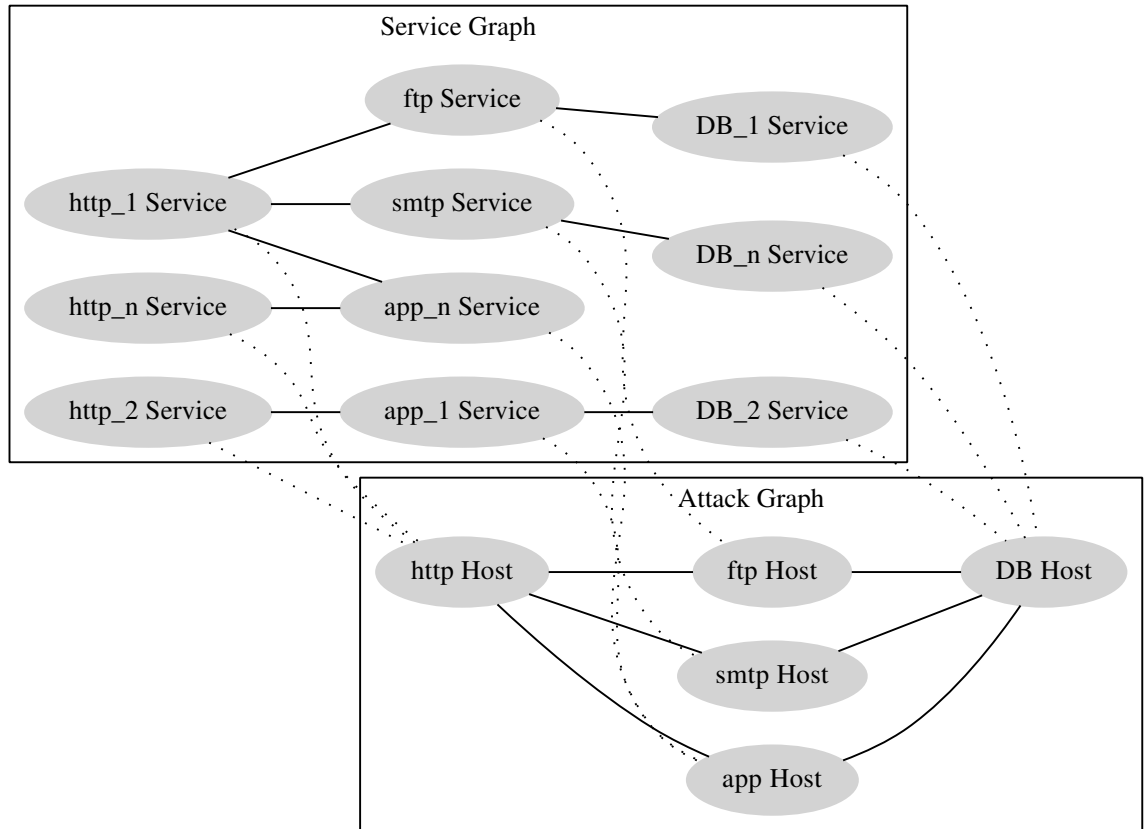 Service Graph
ftp Service
DB_1 Service
http_1 Service
smtp Service
DB_n Service
http_n Service
app_n Service
http_2 Service
app_1 Service
DB_2 Service
Attack Graph
http Host
ftp Host
DB Host
smtp Host
app Host